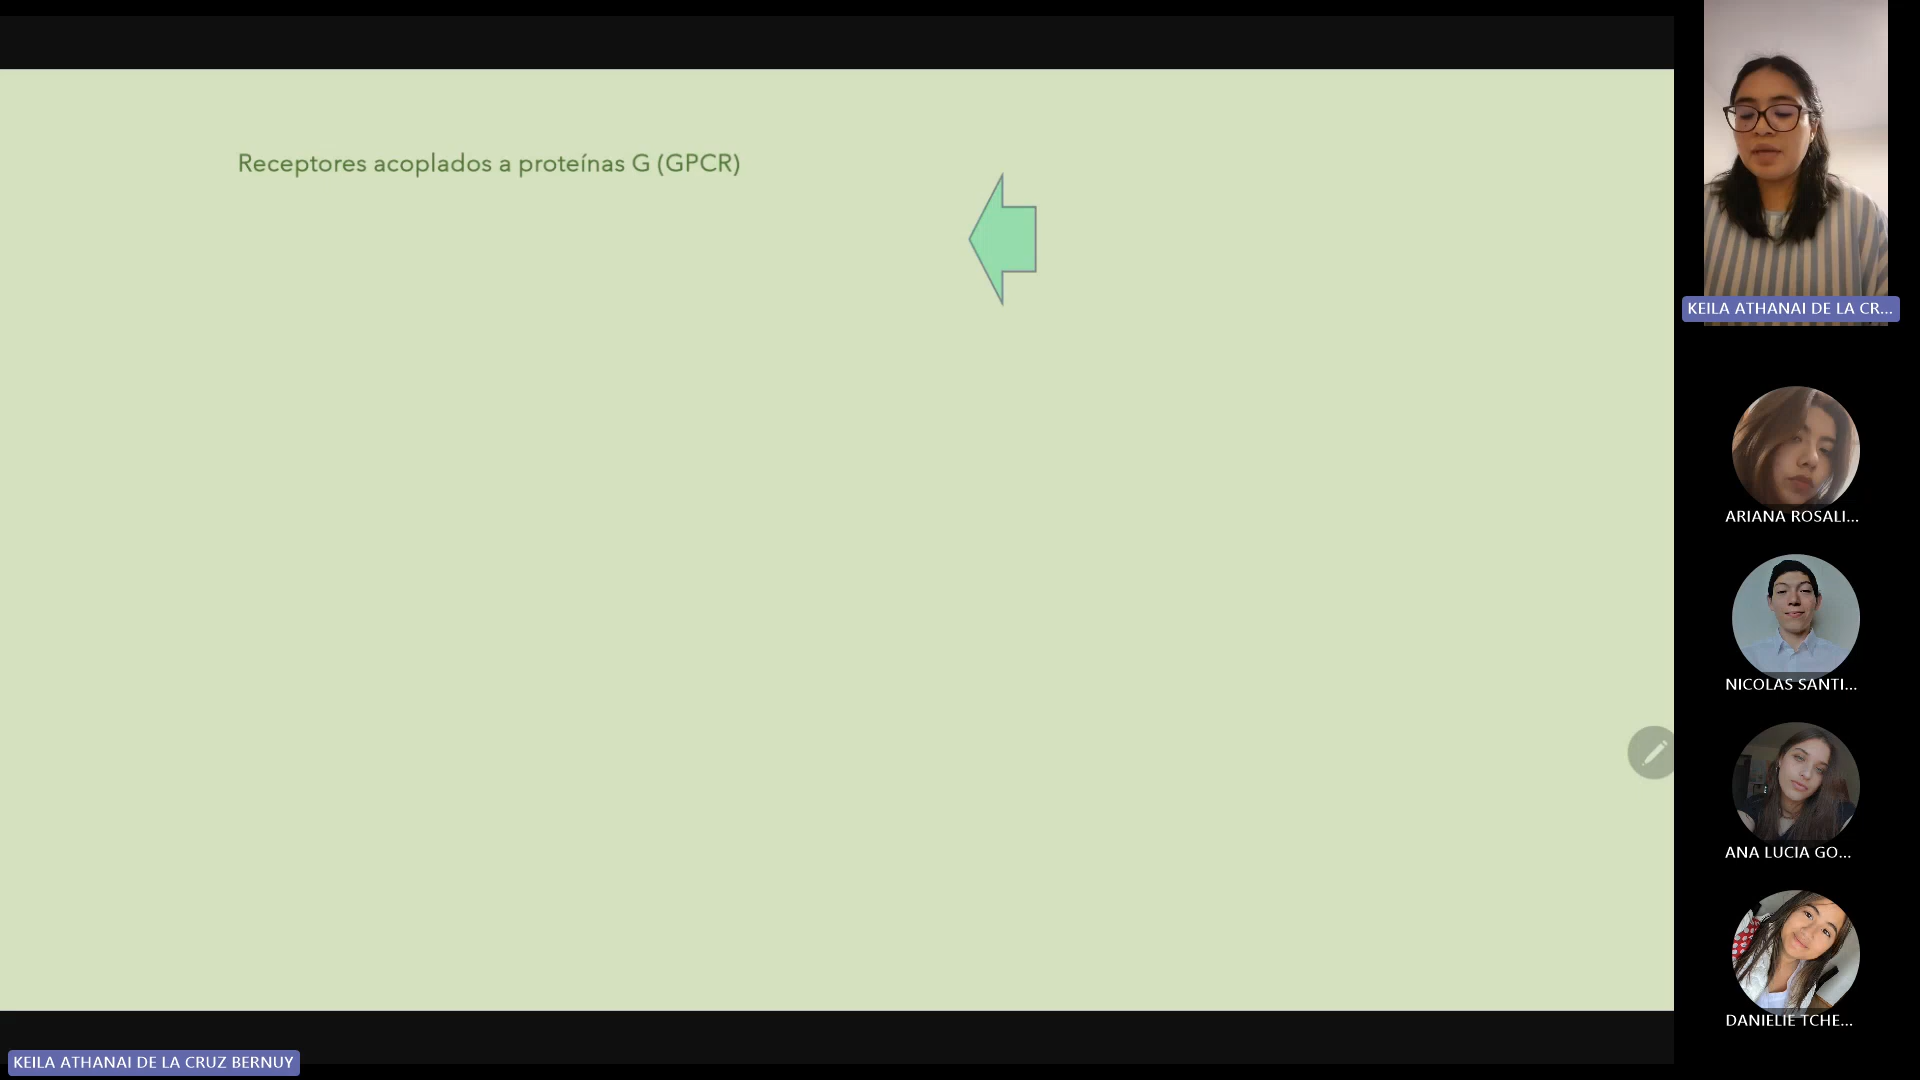 Receptores acoplados a proteínas G (GPCR)
KEILA ATHANAI DE LA CR...
ARIANA ROSALI...
NICOLAS SANTI...
ANA LUCIA GO...
DANIELIE TCHE...
KEILA ATHANAI DE LA CRUZ BERNUY